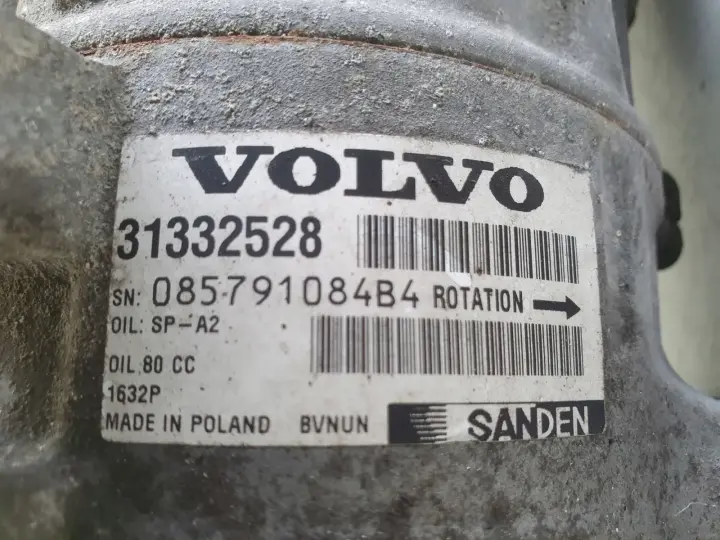 VOLVO
31332528
SN: 085791084B4 ROTATION →
OIL: SP-A2
OIL 80 CC
1632P
MADE IN POLAND BVNUN SANDEN